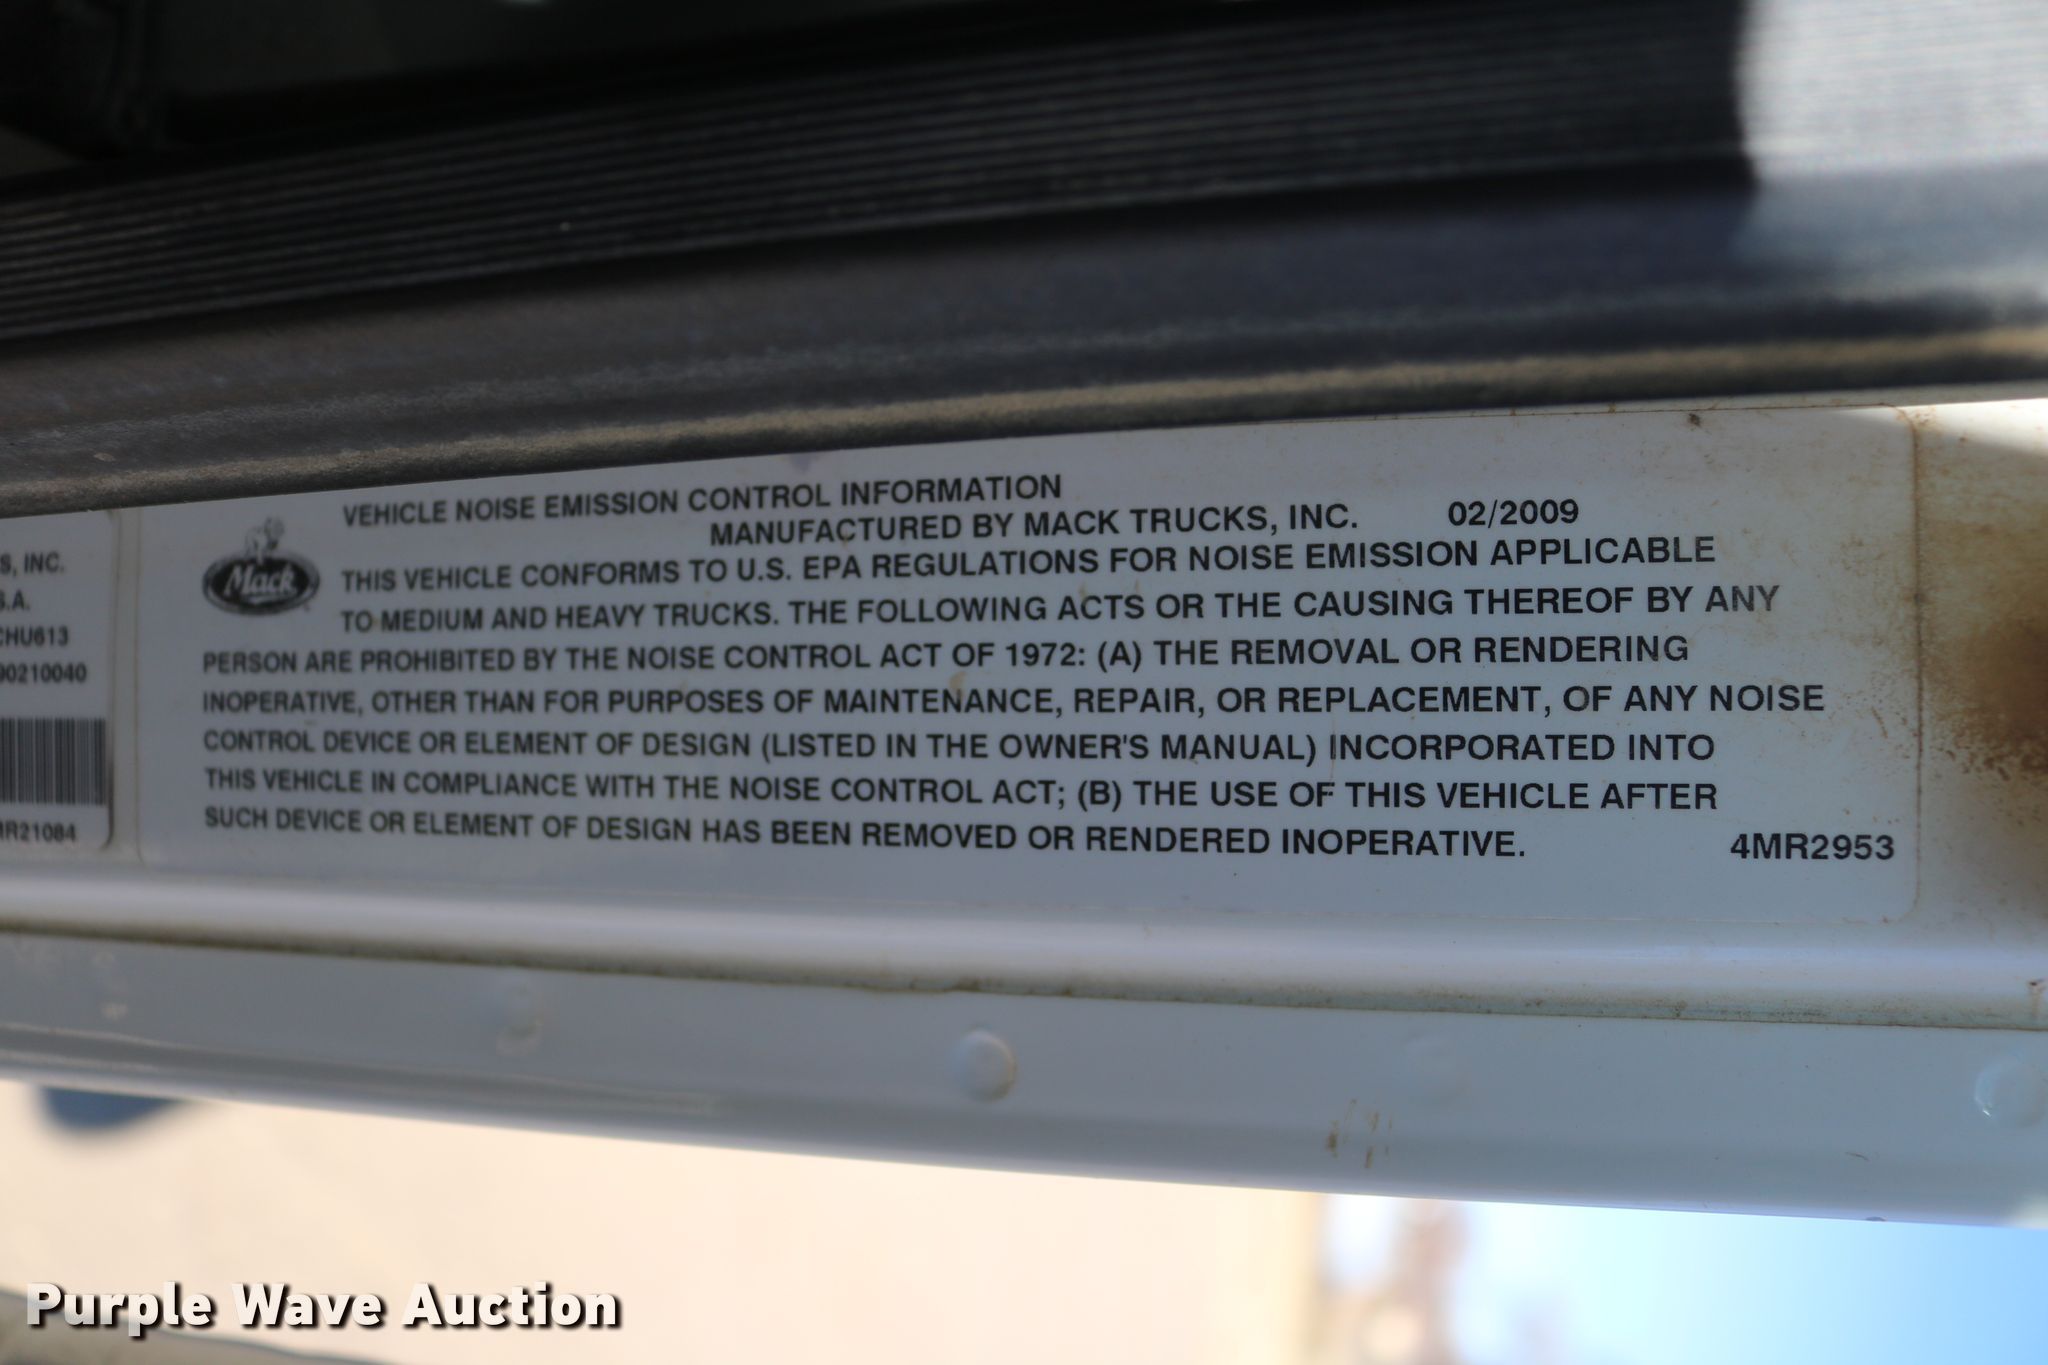 S, INC.
S.A.
CHU613
90210040
MR21084
Mack
VEHICLE NOISE EMISSION CONTROL INFORMATION
MANUFACTURED BY MACK TRUCKS, INC. 02/2009
THIS VEHICLE CONFORMS TO U.S. EPA REGULATIONS FOR NOISE EMISSION APPLICABLE
TO MEDIUM AND HEAVY TRUCKS. THE FOLLOWING ACTS OR THE CAUSING THEREOF BY ANY
PERSON ARE PROHIBITED BY THE NOISE CONTROL ACT OF 1972: (A) THE REMOVAL OR RENDERING
INOPERATIVE, OTHER THAN FOR PURPOSES OF MAINTENANCE, REPAIR, OR REPLACEMENT, OF ANY NOISE
CONTROL DEVICE OR ELEMENT OF DESIGN (LISTED IN THE OWNER'S MANUAL) INCORPORATED INTO
THIS VEHICLE IN COMPLIANCE WITH THE NOISE CONTROL ACT; (B) THE USE OF THIS VEHICLE AFTER
SUCH DEVICE OR ELEMENT OF DESIGN HAS BEEN REMOVED OR RENDERED INOPERATIVE. 4MR2953
Purple Wave Auction